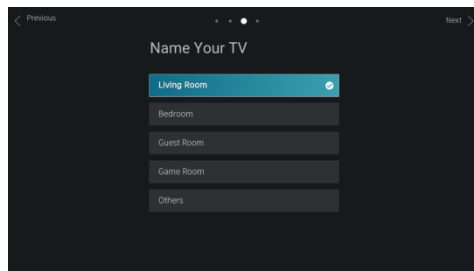 Previous
Next
Name Your TV
Living Room
Bedroom
Guest Room
Game Room
Others